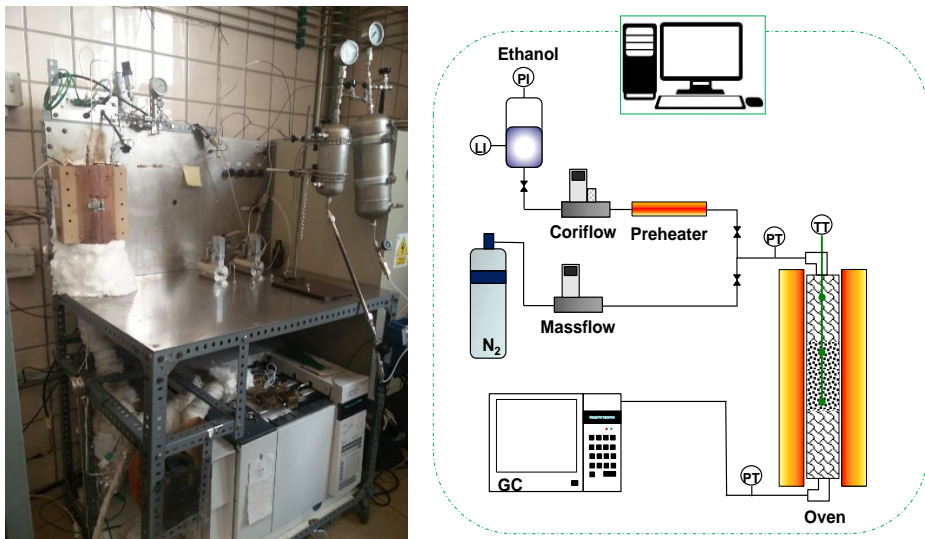 Ethanol
PI
LI
Coriflow
Preheater
PT
TT
N2
Massflow
GC
PT
Oven